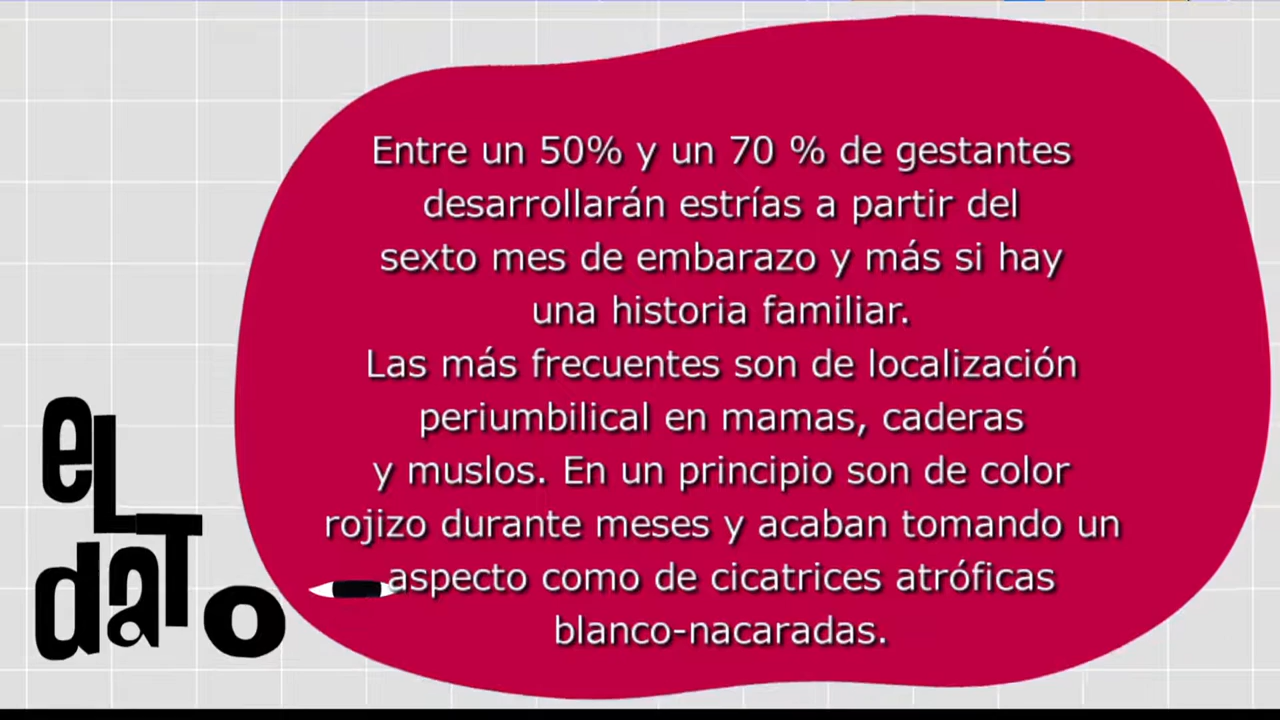 Entre un 50% y un 70 % de gestantes
desarrollarán estrías a partir del
sexto mes de embarazo y más si hay
una historia familiar.
Las más frecuentes son de localización
periumbilical en mamas, caderas
y muslos. En un principio son de color
rojizo durante meses y acaban tomando un
aspecto como de cicatrices atróficas
blanco-nacaradas.
eL
daTo